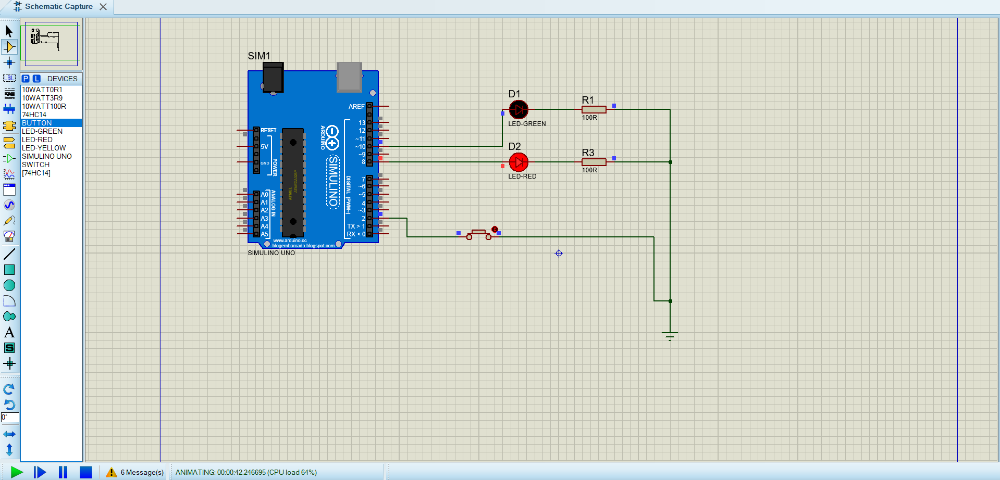 Schematic Capture
LBL
P L DEVICES
10WATT0R1
10WATT3R9
10WATT100R
74HC14
BUTTON
LED-GREEN
LED-RED
LED-YELLOW
SIMULINO UNO
SWITCH
[74HC14]
A
S
0°
SIM1
AREF
13
12
~11
~10
~9
8
7
~6
~5
4
~3
2
TX > 1
RX < 0
RESET
5V
GND
POWER
A0
A1
A2
A3
A4
A5
ANALOG IN
ATMEL
ATMEGA328P
ARDUINO
SIMULINO
DIGITAL (PWM~)
www.arduino.cc
blogembarcado.blogspot.com
SIMULINO UNO
D1
LED-GREEN
R1
100R
D2
LED-RED
R3
100R
6 Message(s)
ANIMATING: 00:00:42.246695 (CPU load 64%)